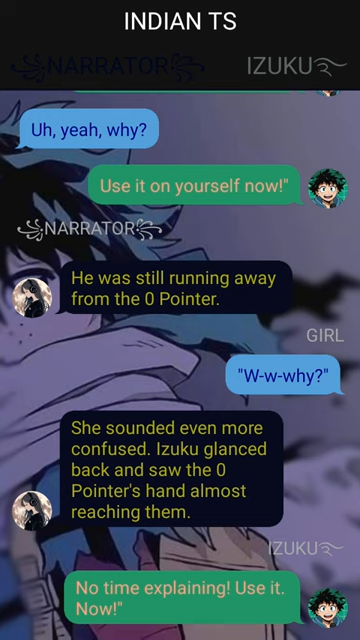 INDIAN TS
꧁NARRATOR꧂
IZUKU࿐
Uh, yeah, why?
Use it on yourself now!"
꧁NARRATOR꧂
He was still running away
from the 0 Pointer.
GIRL
"W-w-why?"
She sounded even more
confused. Izuku glanced
back and saw the 0
Pointer's hand almost
reaching them.
IZUKU࿐
No time explaining! Use it.
Now!"